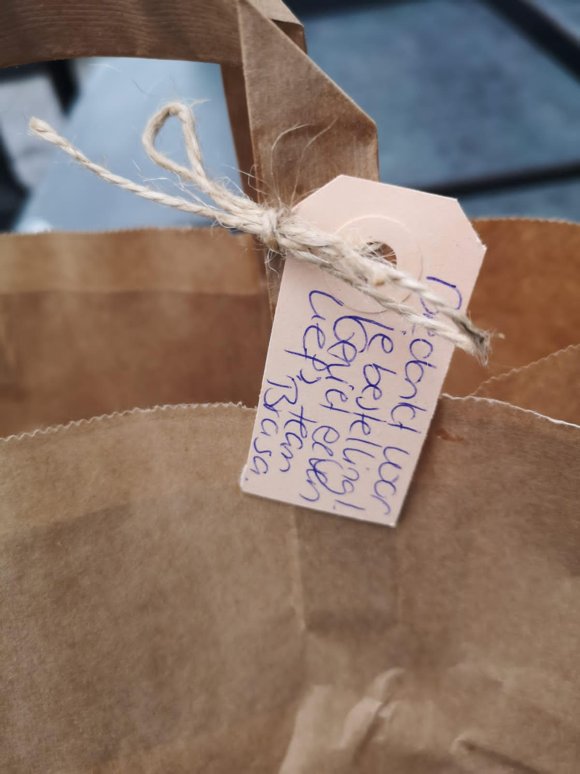 Bedankt voor
je bestelling!
Geniet ervan
Liefs, team
Brasa.